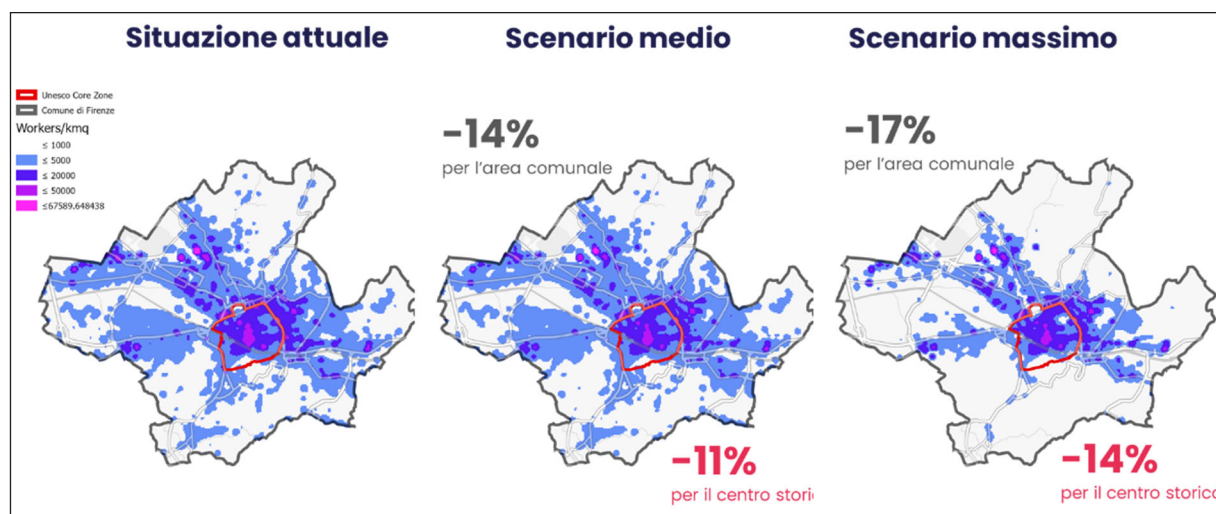 Situazione attuale
Scenario medio
Scenario massimo
Unesco Core Zone
Comune di Firenze
Workers/kmq
≤ 1000
≤ 5000
≤ 20000
≤ 50000
≤67589.648438
-14%
per l'area comunale
-17%
per l'area comunale
-11%
per il centro stori
-14%
per il centro storic